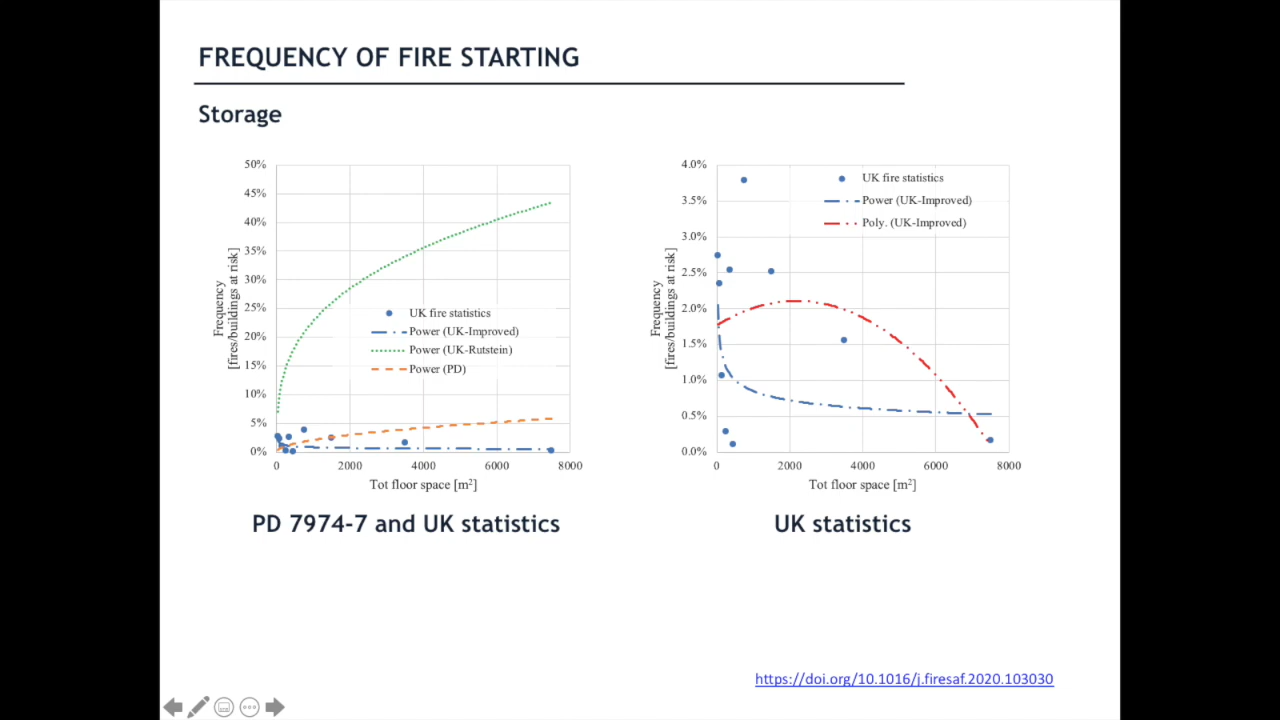 FREQUENCY OF FIRE STARTING
Storage
50%
45%
40%
35%
30%
25%
20%
15%
10%
5%
0%
Frequency
[fires/buildings at risk]
UK fire statistics
Power (UK-Improved)
Power (UK-Rutstein)
Power (PD)
0
2000
4000
6000
8000
Tot floor space [m²]
PD 7974-7 and UK statistics
4.0%
3.5%
3.0%
2.5%
2.0%
1.5%
1.0%
0.5%
0.0%
Frequency
[fires/buildings at risk]
UK fire statistics
Power (UK-Improved)
Poly. (UK-Improved)
0
2000
4000
6000
8000
Tot floor space [m²]
UK statistics
https://doi.org/10.1016/j.firesaf.2020.103030